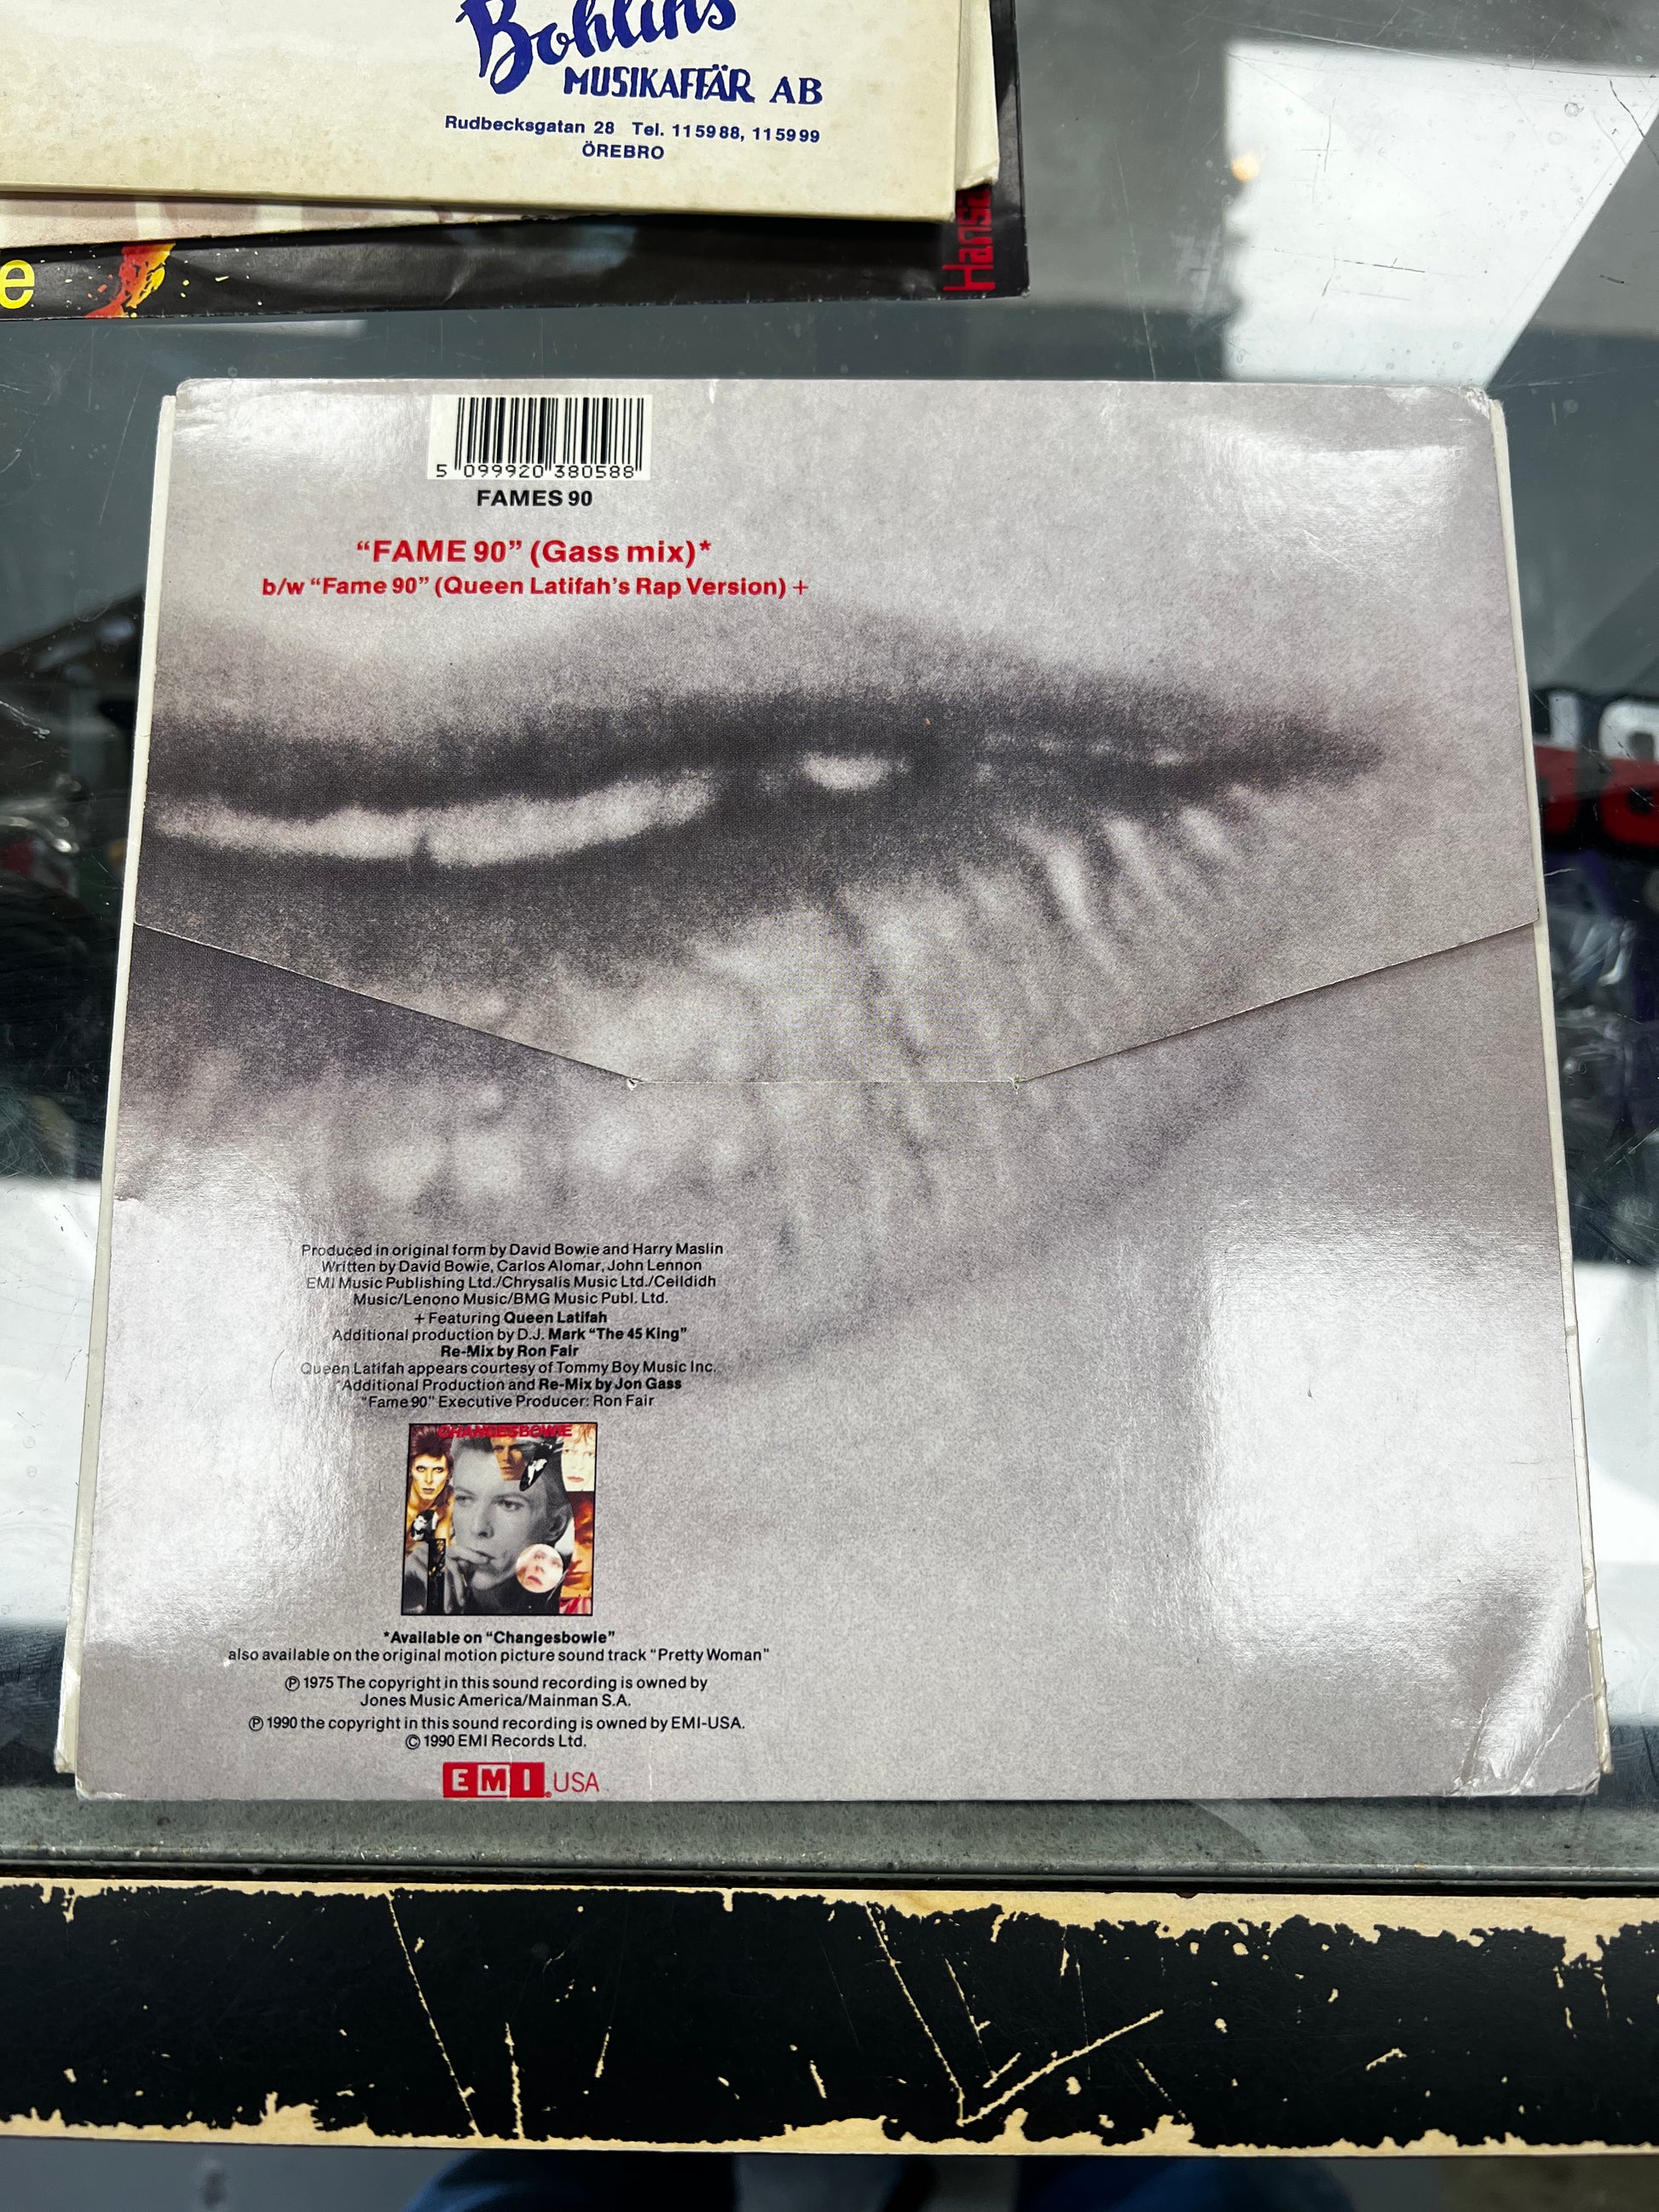 Bohlins
MUSIKAFFÄR AB
Rudbecksgatan 28 Tel. 115988, 115999
ÖREBRO
e
Hansa
5 099920 380588
FAMES 90
“FAME 90” (Gass mix)*
b/w “Fame 90” (Queen Latifah’s Rap Version) +
Produced in original form by David Bowie and Harry Maslin
Written by David Bowie, Carlos Alomar, John Lennon
EMI Music Publishing Ltd./Chrysalis Music Ltd./Ceildidh
Music/Lenono Music/BMG Music Publ. Ltd.
+ Featuring Queen Latifah
Additional production by D.J. Mark “The 45 King”
Re-Mix by Ron Fair
Queen Latifah appears courtesy of Tommy Boy Music Inc.
*Additional Production and Re-Mix by Jon Gass
“Fame 90” Executive Producer: Ron Fair
CHANGESBOWIE
*Available on “Changesbowie”
also available on the original motion picture sound track “Pretty Woman”
℗ 1975 The copyright in this sound recording is owned by
Jones Music America/Mainman S.A.
℗ 1990 the copyright in this sound recording is owned by EMI-USA.
© 1990 EMI Records Ltd.
EMI USA